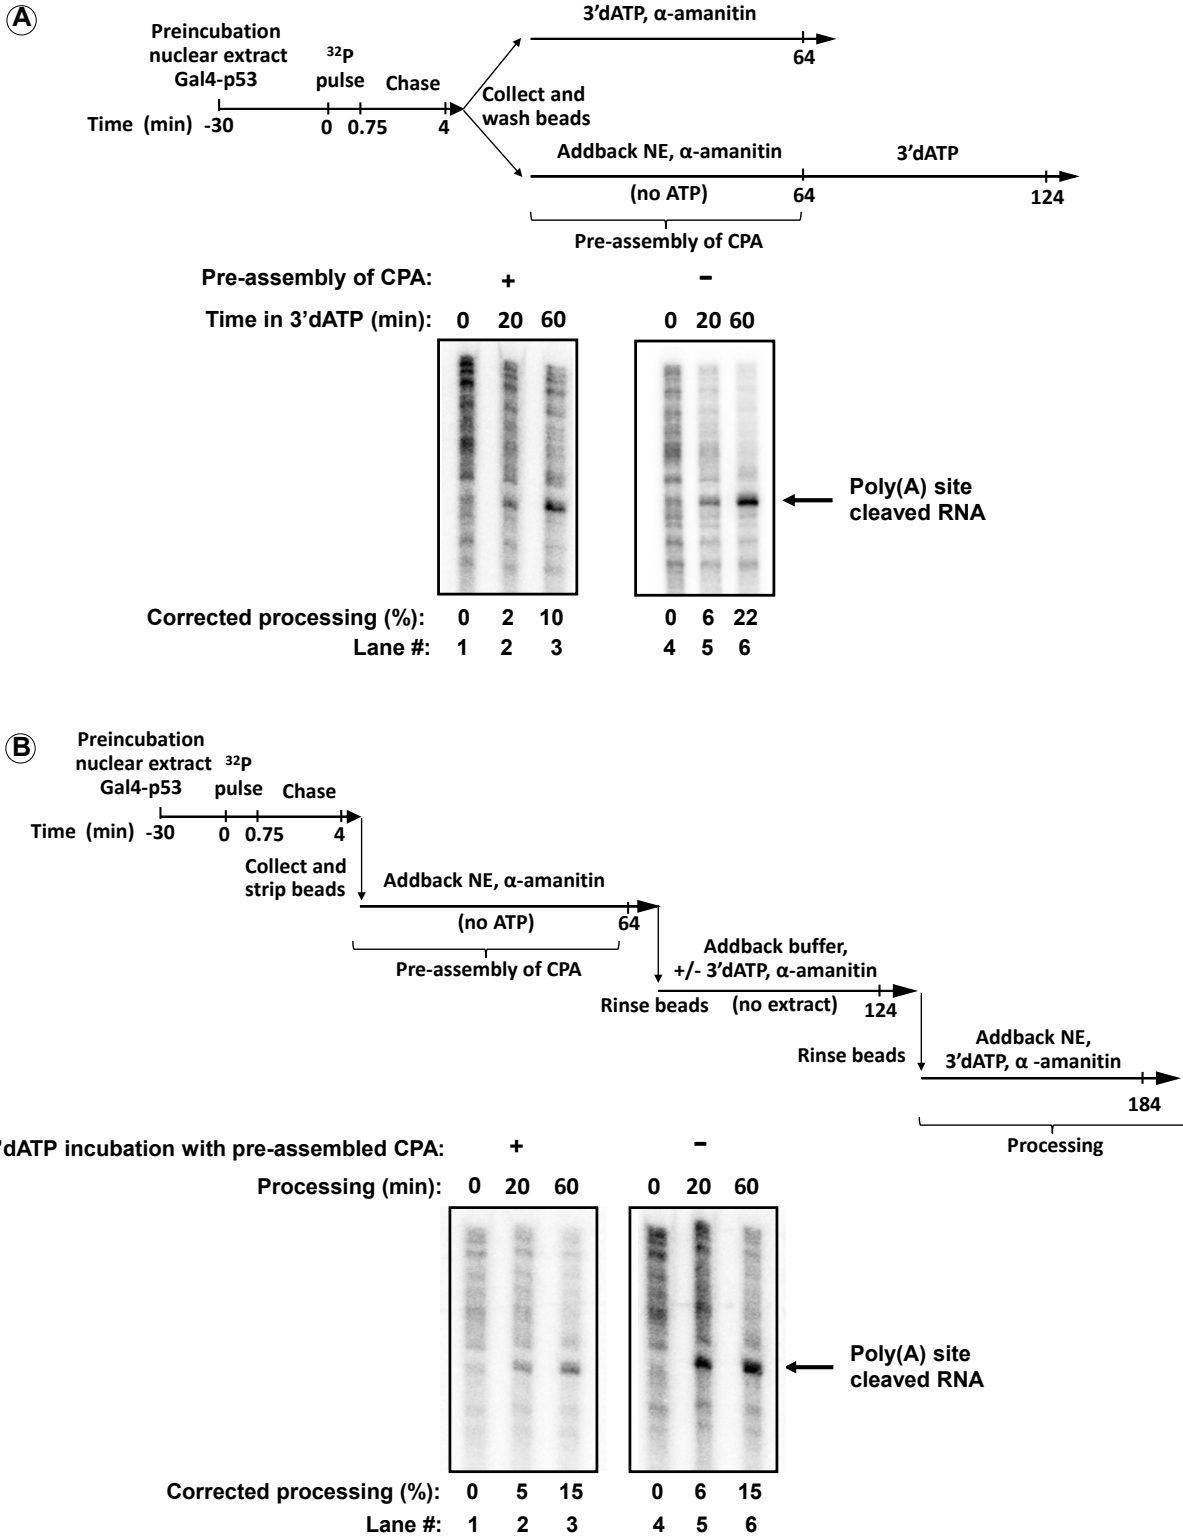 A
3'dATP, α-amanitin
64
Preincubation
nuclear extract
Gal4-p53
32P
pulse
Chase
Collect and
wash beads
Time (min) -30 0 0.75 4
Addback NE, α-amanitin 3'dATP
(no ATP) 64 124
Pre-assembly of CPA
Pre-assembly of CPA: + -
Time in 3'dATP (min): 0 20 60 0 20 60
Poly(A) site
cleaved RNA
Corrected processing (%): 0 2 10 0 6 22
Lane #: 1 2 3 4 5 6
B
Preincubation
nuclear extract
Gal4-p53
32P
pulse
Chase
Time (min) -30 0 0.75 4
Collect and
strip beads
Addback NE, α-amanitin
(no ATP) 64
Pre-assembly of CPA
Addback buffer,
+/- 3'dATP, α-amanitin
Rinse beads (no extract) 124
Rinse beads
Addback NE,
3'dATP, α -amanitin
184
Processing
'dATP incubation with pre-assembled CPA: + -
Processing (min): 0 20 60 0 20 60
Poly(A) site
cleaved RNA
Corrected processing (%): 0 5 15 0 6 15
Lane #: 1 2 3 4 5 6